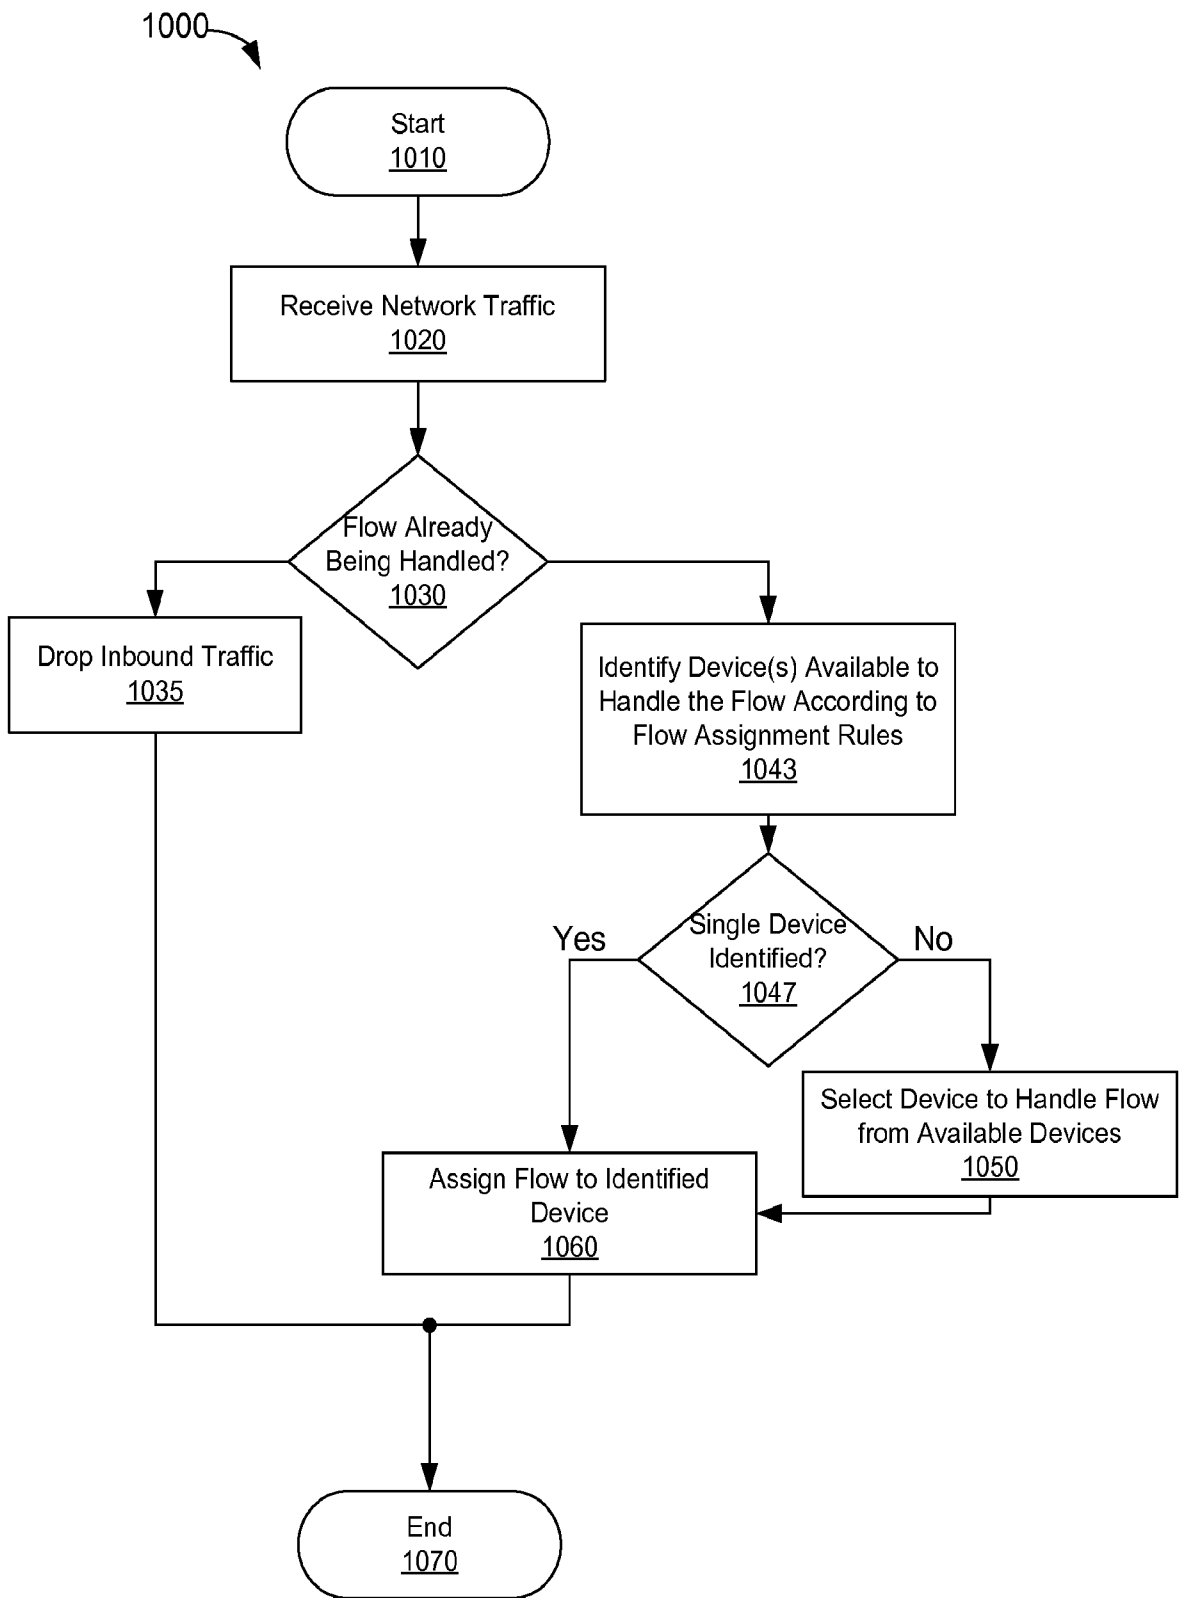 1000
Start
1010
Receive Network Traffic
1020
Flow Already
Being Handled?
1030
Drop Inbound Traffic
1035
Identify Device(s) Available to
Handle the Flow According to
Flow Assignment Rules
1043
Single Device
Identified?
1047
Yes
No
Select Device to Handle Flow
from Available Devices
1050
Assign Flow to Identified
Device
1060
End
1070